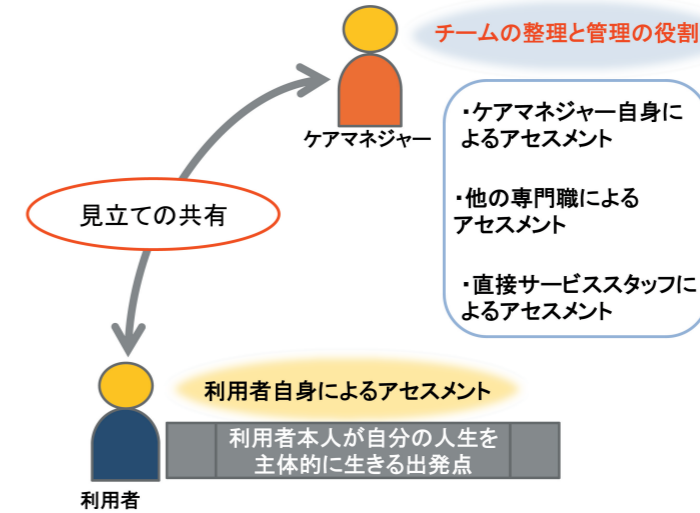 チームの整理と管理の役割
ケアマネジャー
・ケアマネジャー自身に
よるアセスメント
・他の専門職による
アセスメント
・直接サービススタッフに
よるアセスメント
見立ての共有
利用者自身によるアセスメント
利用者本人が自分の人生を
主体的に生きる出発点
利用者